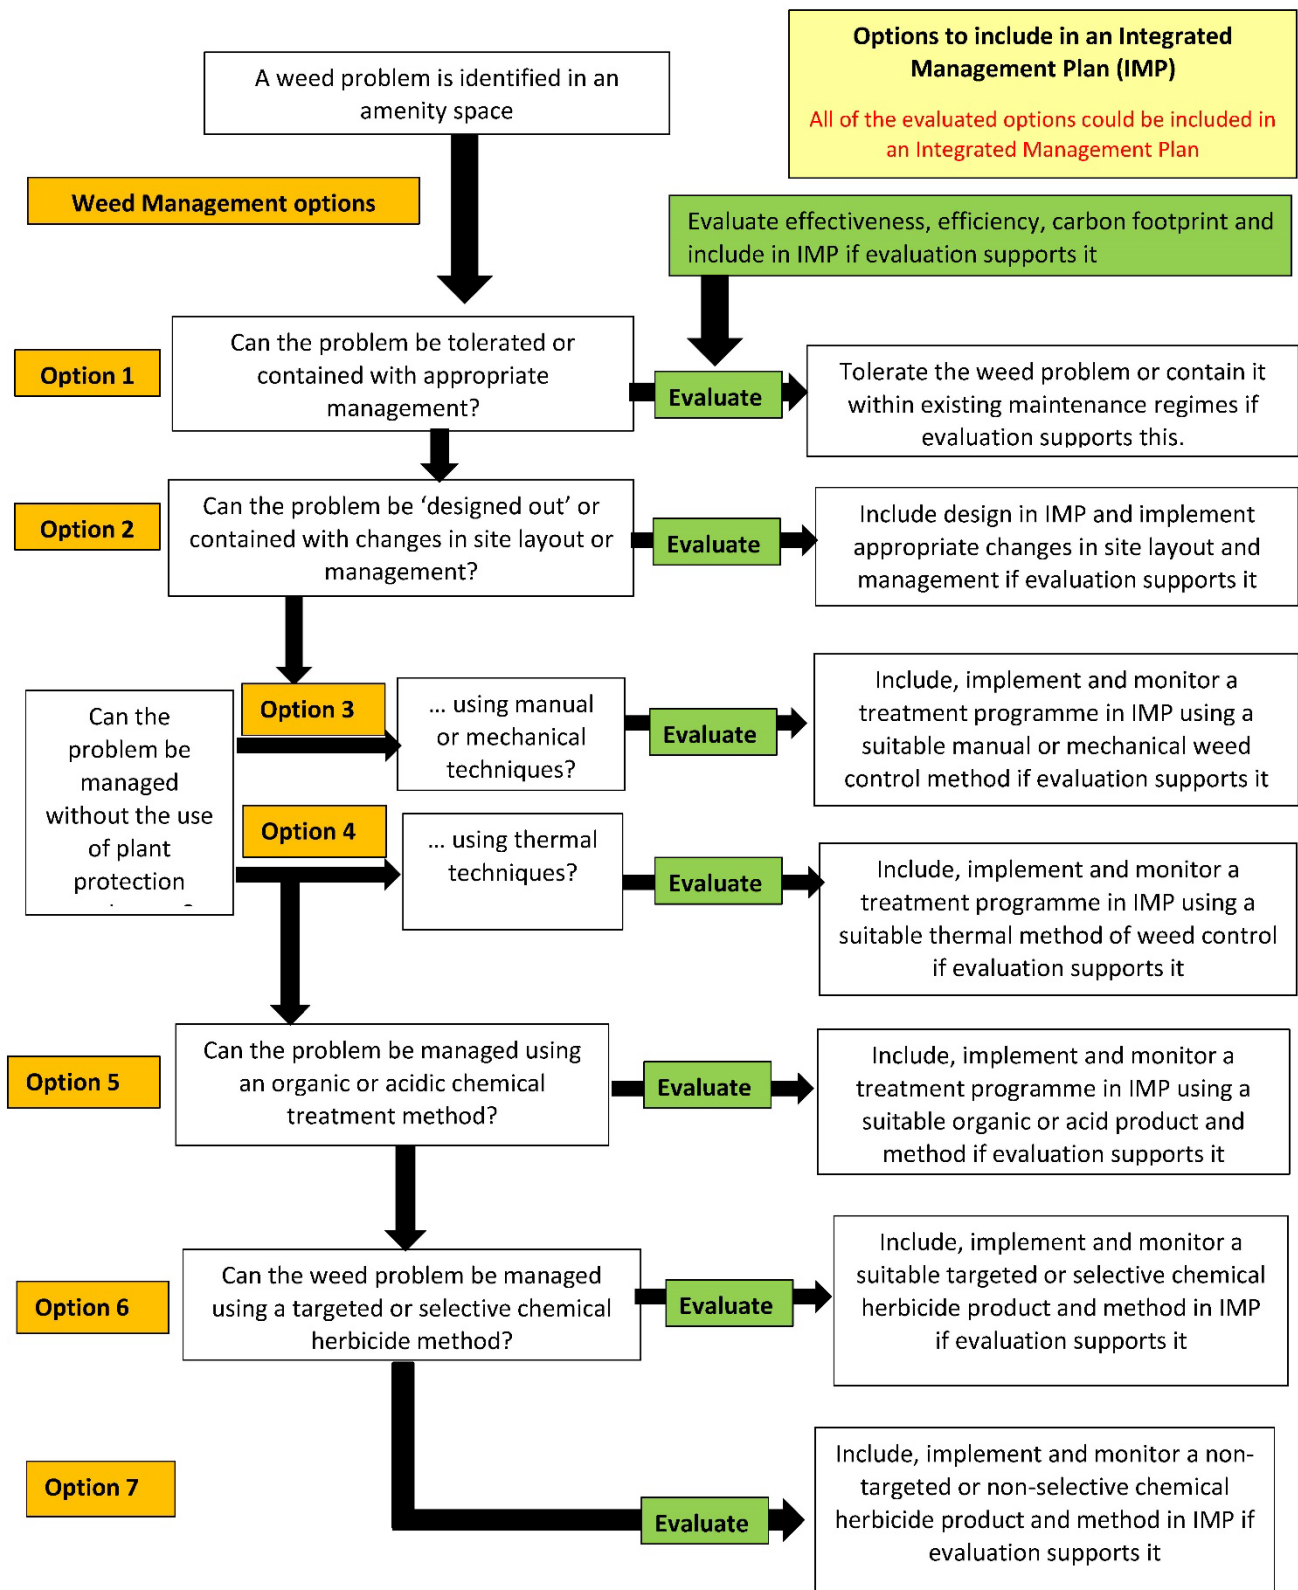 Options to include in an Integrated
Management Plan (IMP)
All of the evaluated options could be included in
an Integrated Management Plan
A weed problem is identified in an
amenity space
Weed Management options
Evaluate effectiveness, efficiency, carbon footprint and
include in IMP if evaluation supports it
Option 1
Can the problem be tolerated or
contained with appropriate
management?
Evaluate
Tolerate the weed problem or contain it
within existing maintenance regimes if
evaluation supports this.
Option 2
Can the problem be ‘designed out’ or
contained with changes in site layout or
management?
Evaluate
Include design in IMP and implement
appropriate changes in site layout and
management if evaluation supports it
Can the
problem be
managed
without the use
of plant
protection
Option 3
... using manual
or mechanical
techniques?
Evaluate
Include, implement and monitor a
treatment programme in IMP using a
suitable manual or mechanical weed
control method if evaluation supports it
Option 4
... using thermal
techniques?
Evaluate
Include, implement and monitor a
treatment programme in IMP using a
suitable thermal method of weed control
if evaluation supports it
Option 5
Can the problem be managed using
an organic or acidic chemical
treatment method?
Evaluate
Include, implement and monitor a
treatment programme in IMP using a
suitable organic or acid product and
method if evaluation supports it
Option 6
Can the weed problem be managed
using a targeted or selective chemical
herbicide method?
Evaluate
Include, implement and monitor a
suitable targeted or selective chemical
herbicide product and method in IMP
if evaluation supports it
Option 7
Evaluate
Include, implement and monitor a non-
targeted or non-selective chemical
herbicide product and method in IMP if
evaluation supports it